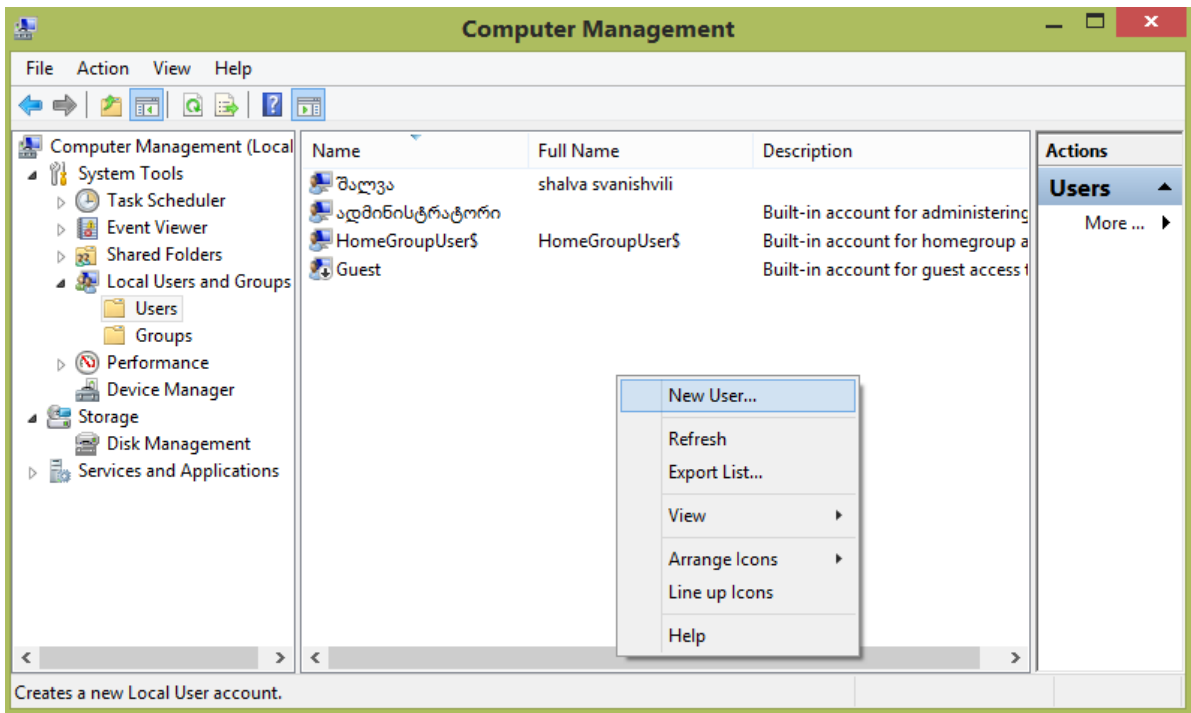 Computer Management
File Action View Help
Computer Management (Local
System Tools
Task Scheduler
Event Viewer
Shared Folders
Local Users and Groups
Users
Groups
Performance
Device Manager
Storage
Disk Management
Services and Applications
Name Full Name Description
შალვა shalva svanishvili
ადმინისტრატორი Built-in account for administering
HomeGroupUser$ HomeGroupUser$ Built-in account for homegroup a
Guest Built-in account for guest access t
New User...
Refresh
Export List...
View
Arrange Icons
Line up Icons
Help
Actions
Users
More ...
Creates a new Local User account.